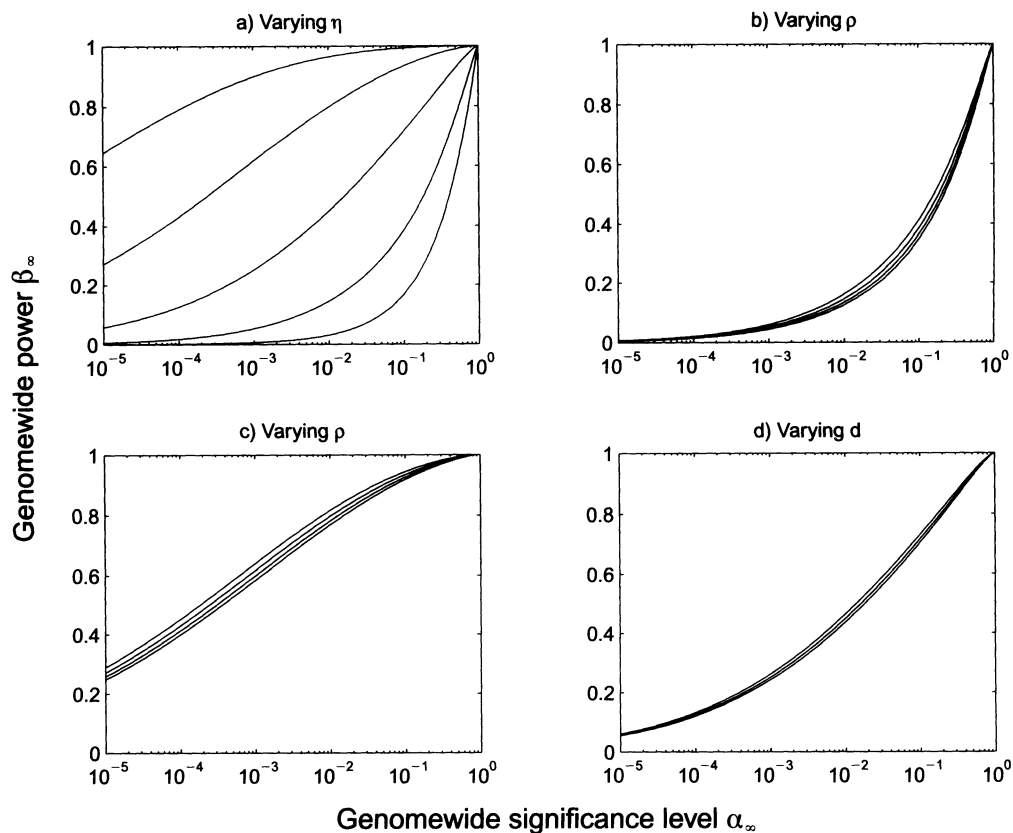 a) Varying η
b) Varying ρ
1
0.8
0.6
0.4
0.2
0
10⁻⁵ 10⁻⁴ 10⁻³ 10⁻² 10⁻¹ 10⁰
1
0.8
0.6
0.4
0.2
0
10⁻⁵ 10⁻⁴ 10⁻³ 10⁻² 10⁻¹ 10⁰
Genomewide power β∞
c) Varying ρ
d) Varying d
1
0.8
0.6
0.4
0.2
0
10⁻⁵ 10⁻⁴ 10⁻³ 10⁻² 10⁻¹ 10⁰
1
0.8
0.6
0.4
0.2
0
10⁻⁵ 10⁻⁴ 10⁻³ 10⁻² 10⁻¹ 10⁰
Genomewide significance level α∞